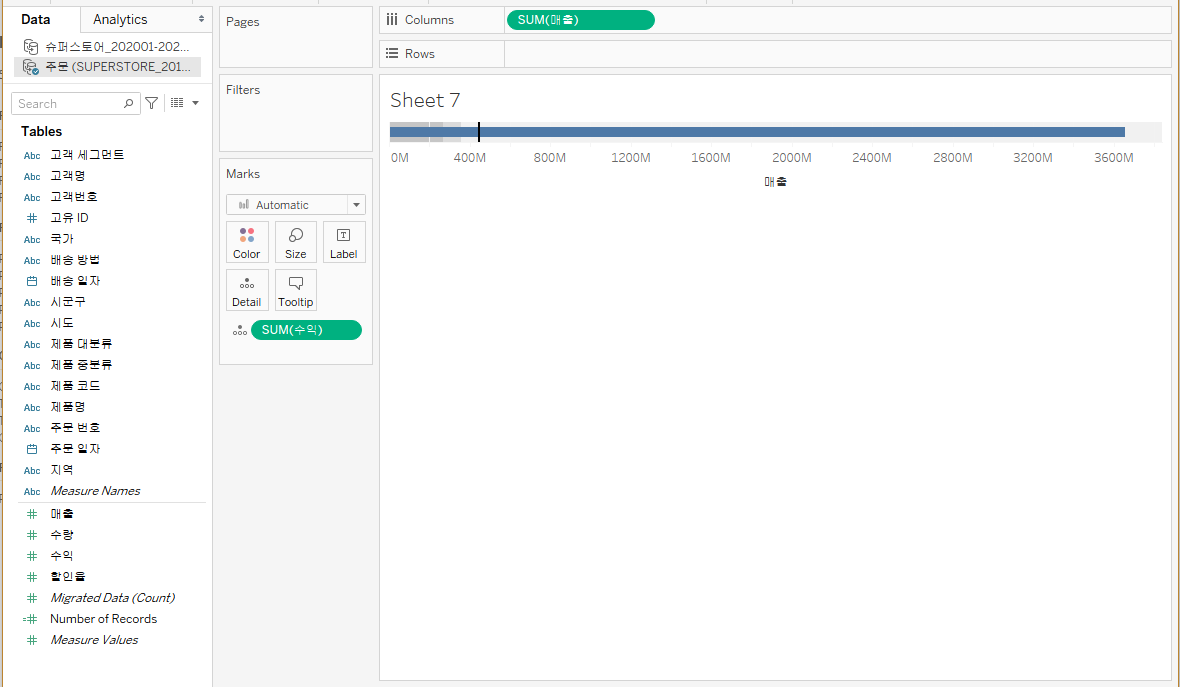 Data
Analytics
슈퍼스토어_202001-202...
주문 (SUPERSTORE_201...
Search
Tables
Abc 고객 세그먼트
Abc 고객명
Abc 고객번호
# 고유 ID
Abc 국가
Abc 배송 방법
배송 일자
Abc 시군구
Abc 시도
Abc 제품 대분류
Abc 제품 중분류
Abc 제품 코드
Abc 제품명
Abc 주문 번호
주문 일자
Abc 지역
Abc Measure Names
# 매출
# 수량
# 수익
# 할인율
# Migrated Data (Count)
=# Number of Records
# Measure Values
Pages
Filters
Marks
Automatic
Color Size Label
Detail Tooltip
SUM(수익)
Columns SUM(매출)
Rows
Sheet 7
0M 400M 800M 1200M 1600M 2000M 2400M 2800M 3200M 3600M
매출